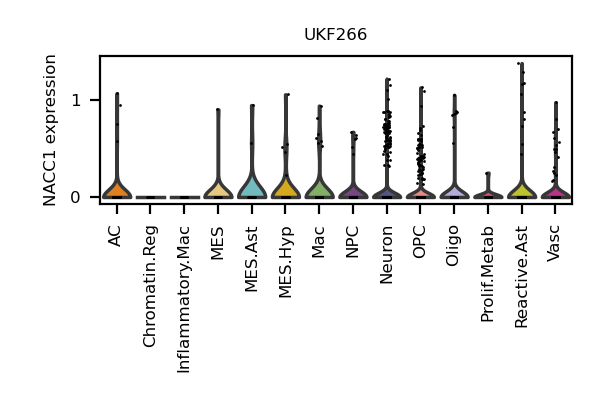 UKF266
NACC1 expression
1
0
AC
Chromatin.Reg
Inflammatory.Mac
MES
MES.Ast
MES.Hyp
Mac
NPC
Neuron
OPC
Oligo
Prolif.Metab
Reactive.Ast
Vasc